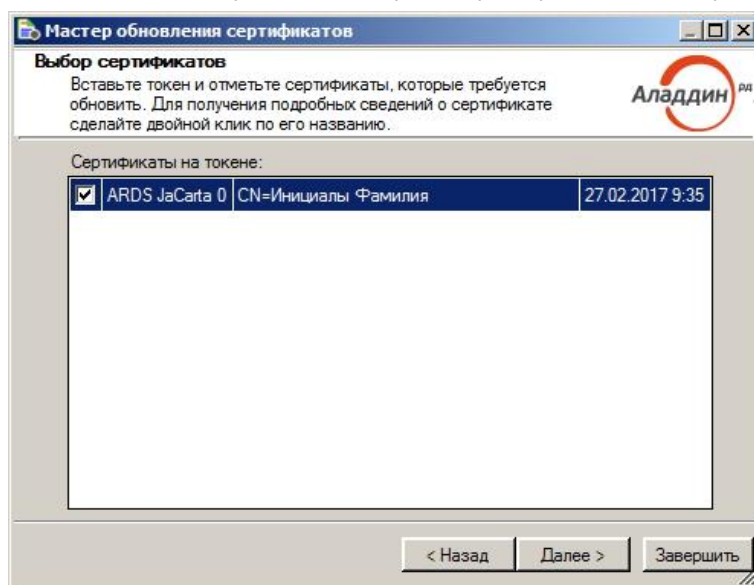 Мастер обновления сертификатов
Выбор сертификатов
Вставьте токен и отметьте сертификаты, которые требуется
обновить. Для получения подробных сведений о сертификате
сделайте двойной клик по его названию.
Аладдин РД
Сертификаты на токене:
ARDS JaCarta 0 CN=Инициалы Фамилия 27.02.2017 9:35
< Назад Далее > Завершить